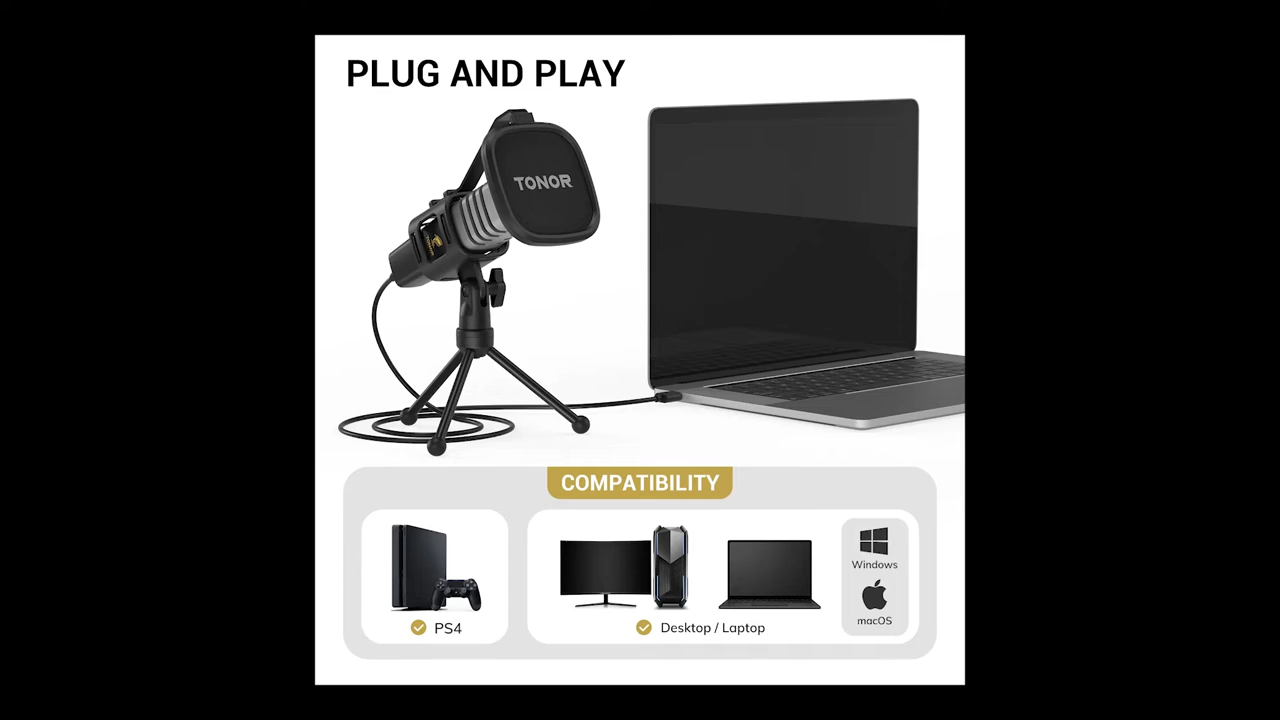 PLUG AND PLAY
TONOR
COMPATIBILITY
PS4
Desktop / Laptop
Windows
macOS